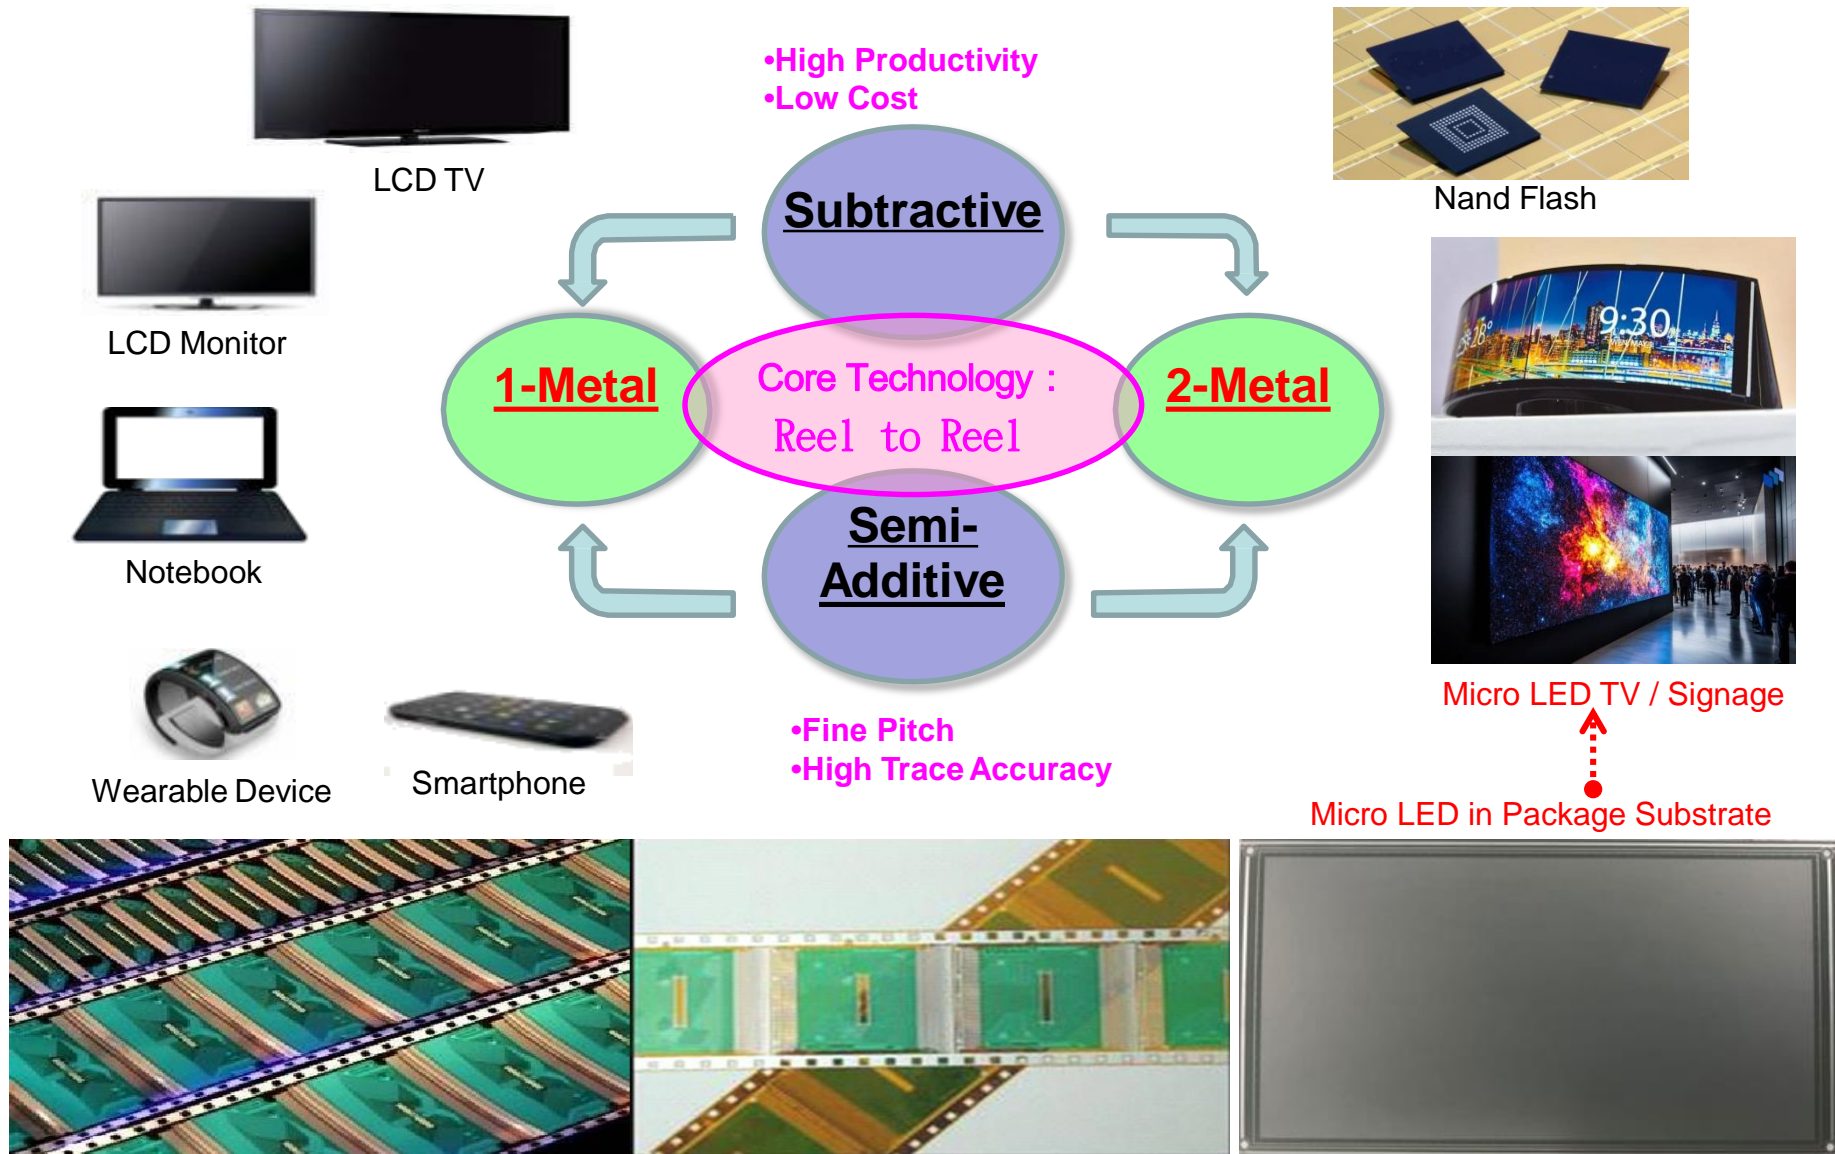 •High Productivity
•Low Cost
LCD TV
Nand Flash
Subtractive
LCD Monitor
9:30
28°
1-Metal
Core Technology :
Reel to Reel
2-Metal
Notebook
Semi-
Additive
Micro LED TV / Signage
•Fine Pitch
•High Trace Accuracy
Wearable Device
Smartphone
Micro LED in Package Substrate